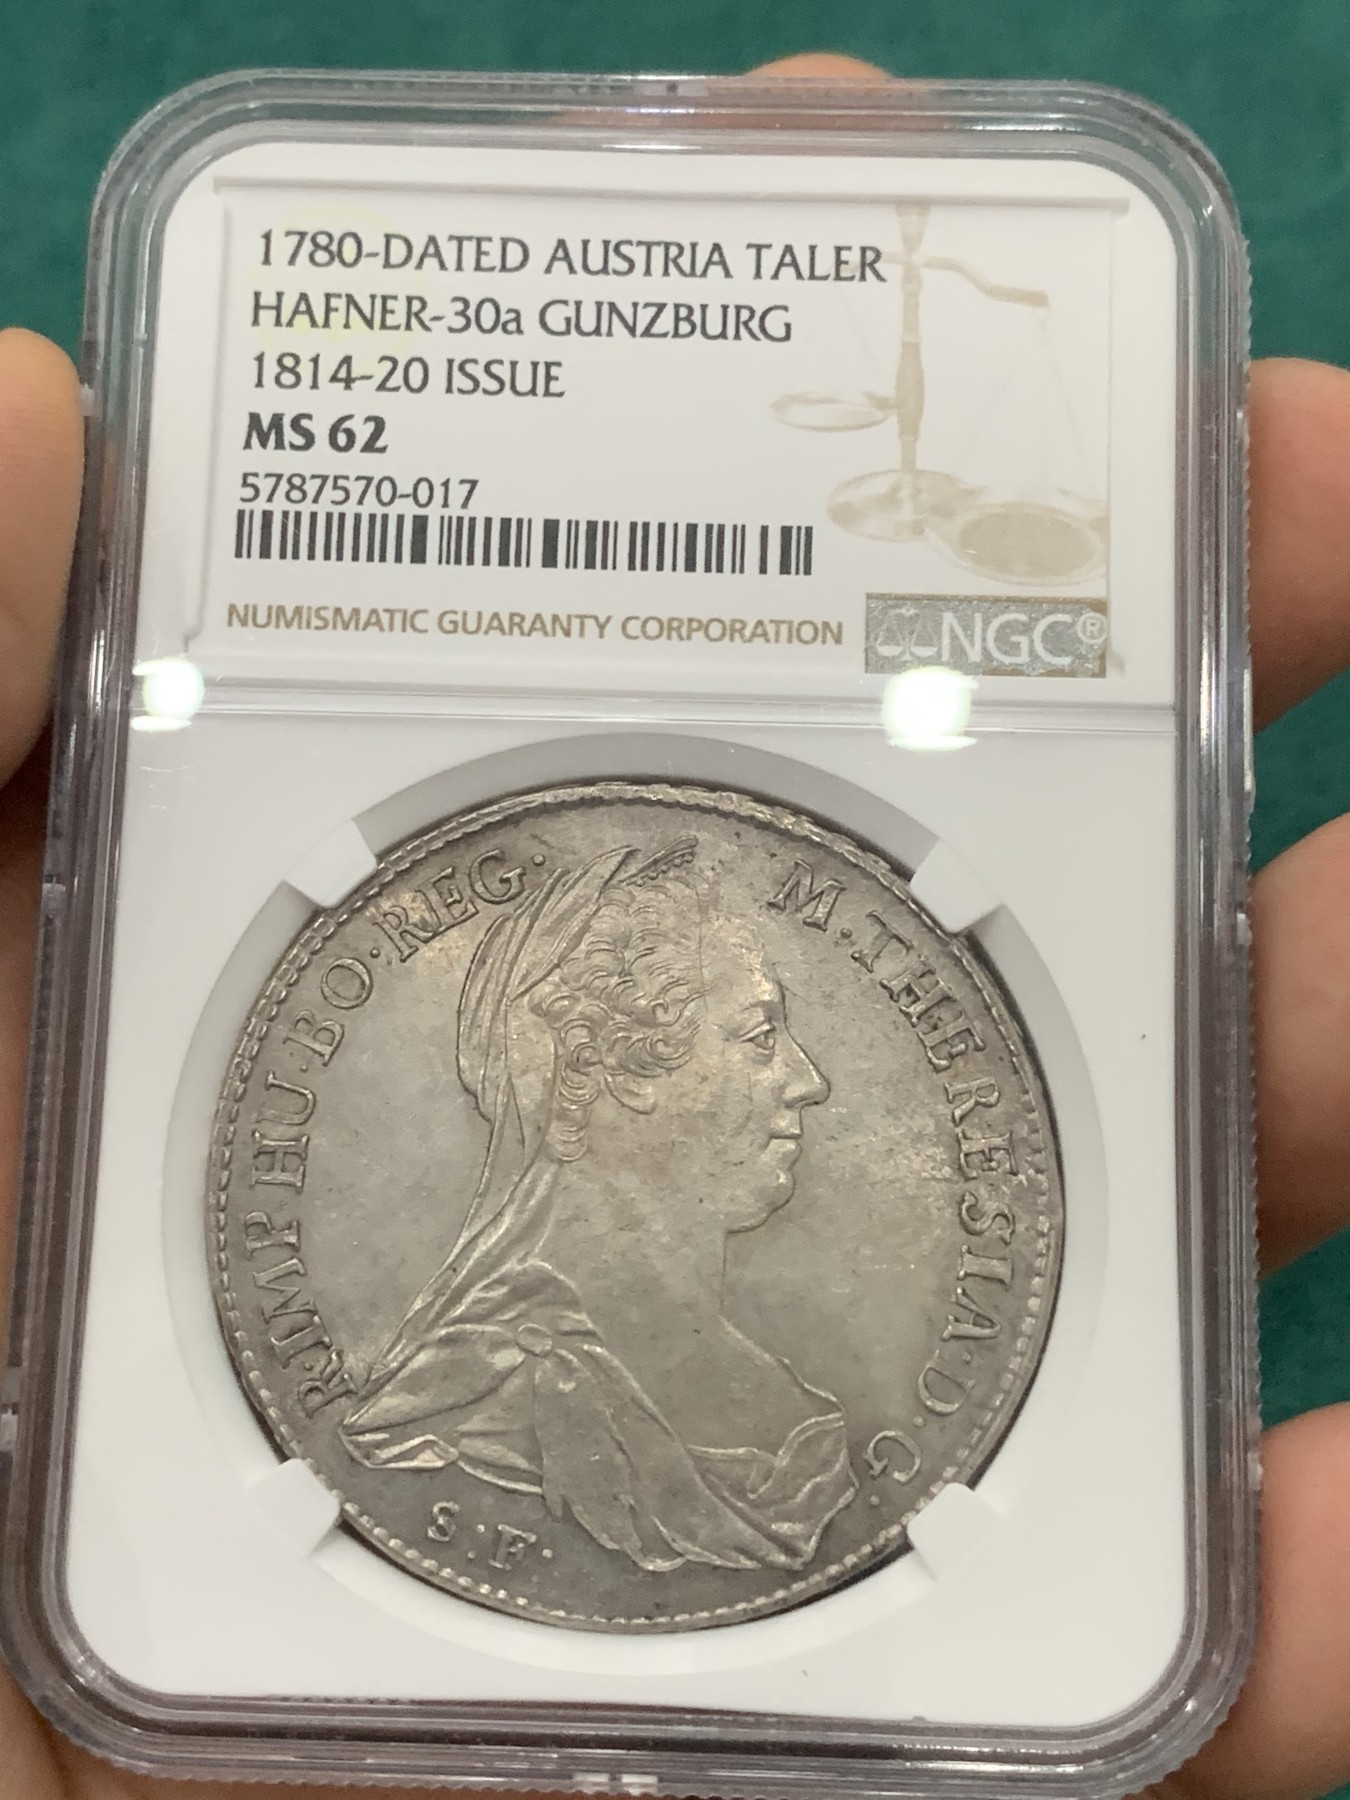 1780-DATED AUSTRIA TALER
HAFNER-30a GUNZBURG
1814-20 ISSUE
MS 62
5787570-017
NUMISMATIC GUARANTY CORPORATION
NGC®
R·IMP HU·BO·REG·
M·THERESIA·D·G·
S·F·